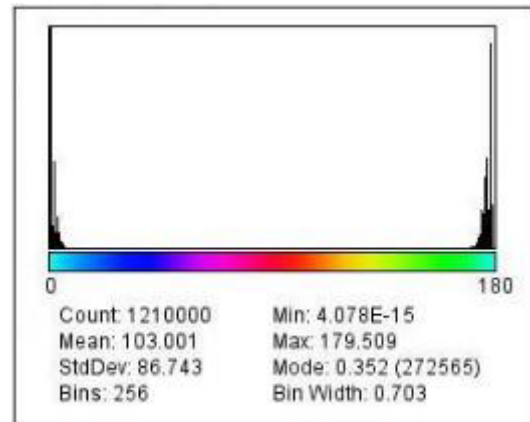 0 180
Count: 1210000 Min: 4.078E-15
Mean: 103.001 Max: 179.509
StdDev: 86.743 Mode: 0.352 (272565)
Bins: 256 Bin Width: 0.703